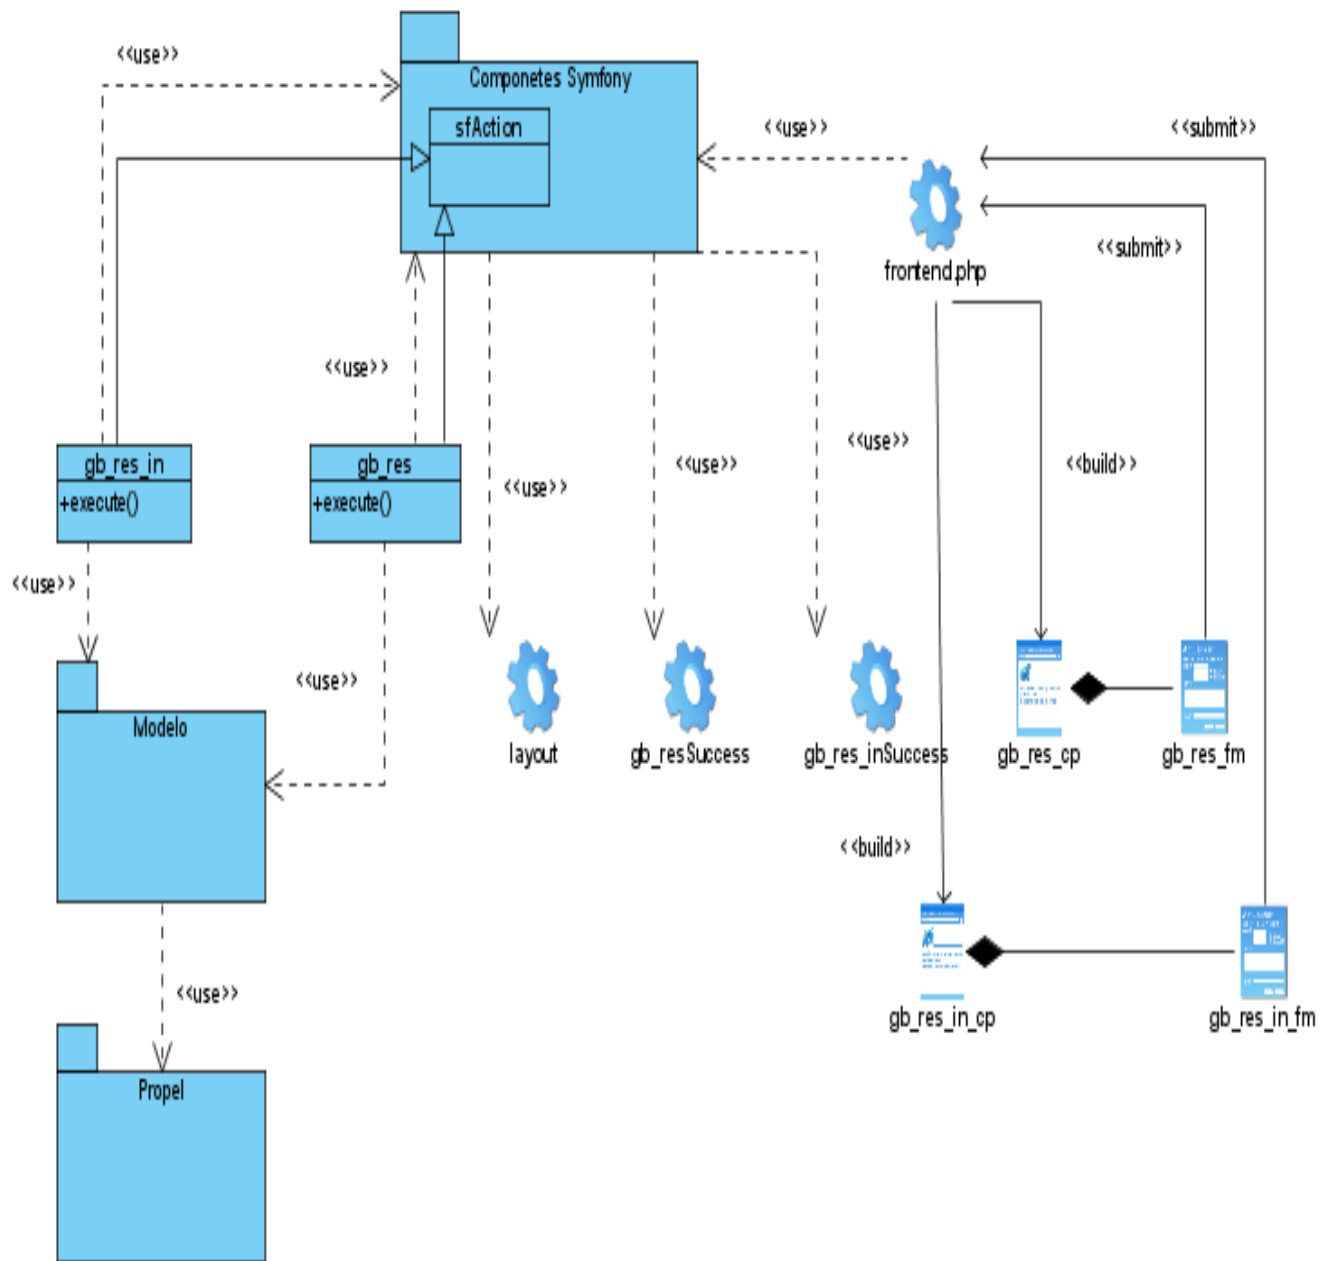 <<use>>
Componetes Symfony
sfAction
<<use>>
<<submit>>
<<submit>>
frontend.php
<<use>>
<<use>>
<<build>>
gb_res_in
+execute()
gb_res
+execute()
<<use>>
<<use>>
<<use>>
<<use>>
Modelo
layout
gb_resSuccess
gb_res_inSuccess
gb_res_cp
gb_res_fm
<<build>>
<<use>>
gb_res_in_cp
gb_res_in_fm
Propel